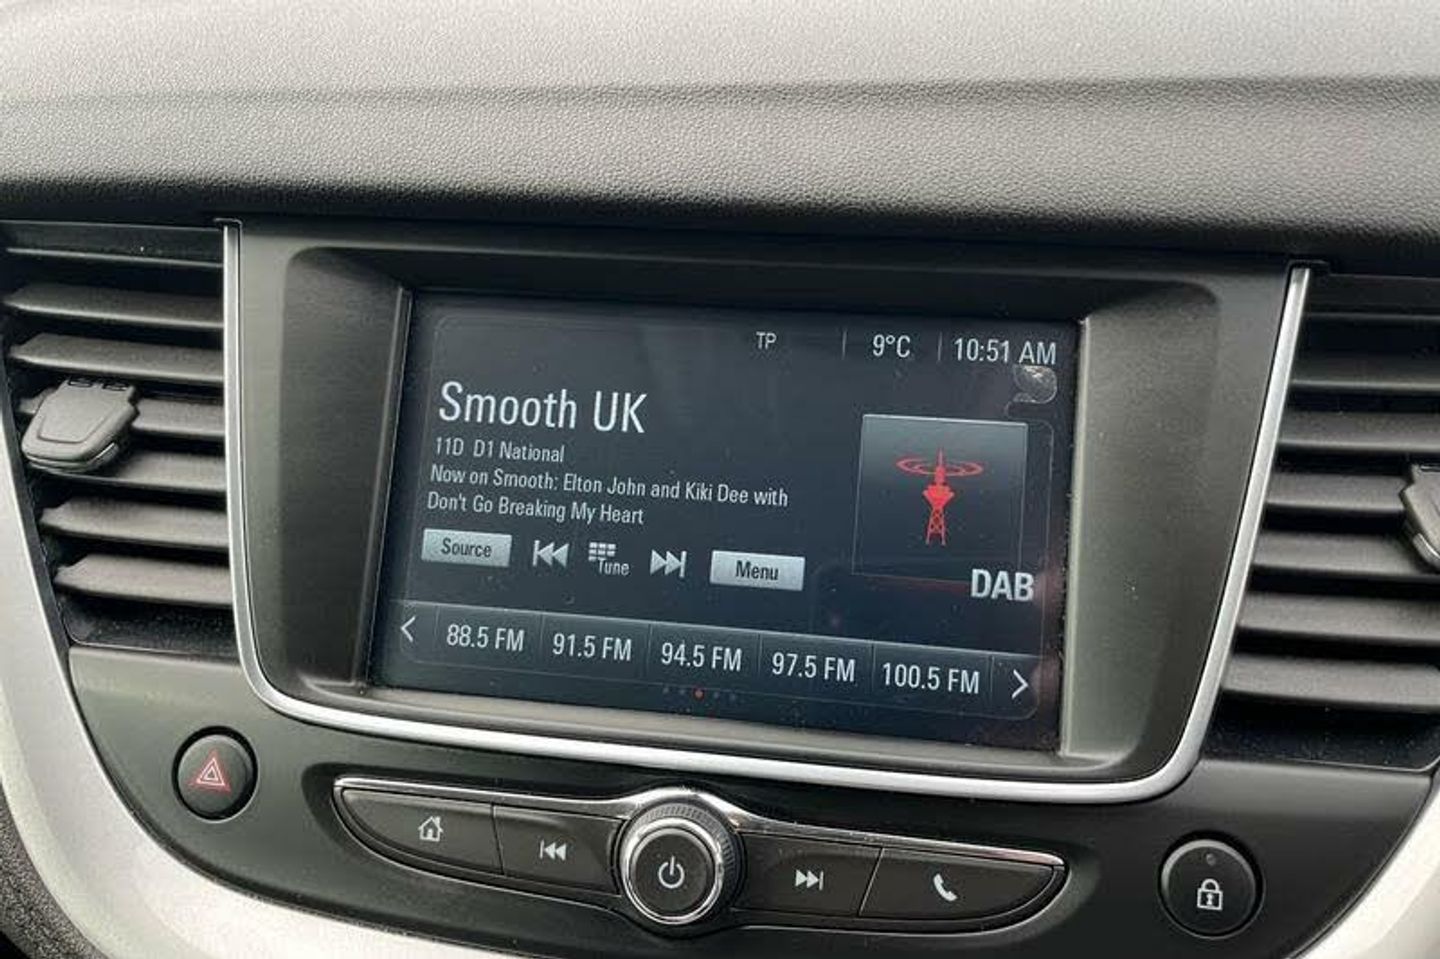 TP 9°C 10:51 AM
Smooth UK
11D D1 National
Now on Smooth: Elton John and Kiki Dee with
Don't Go Breaking My Heart
Source Tune Menu
DAB
88.5 FM 91.5 FM 94.5 FM 97.5 FM 100.5 FM